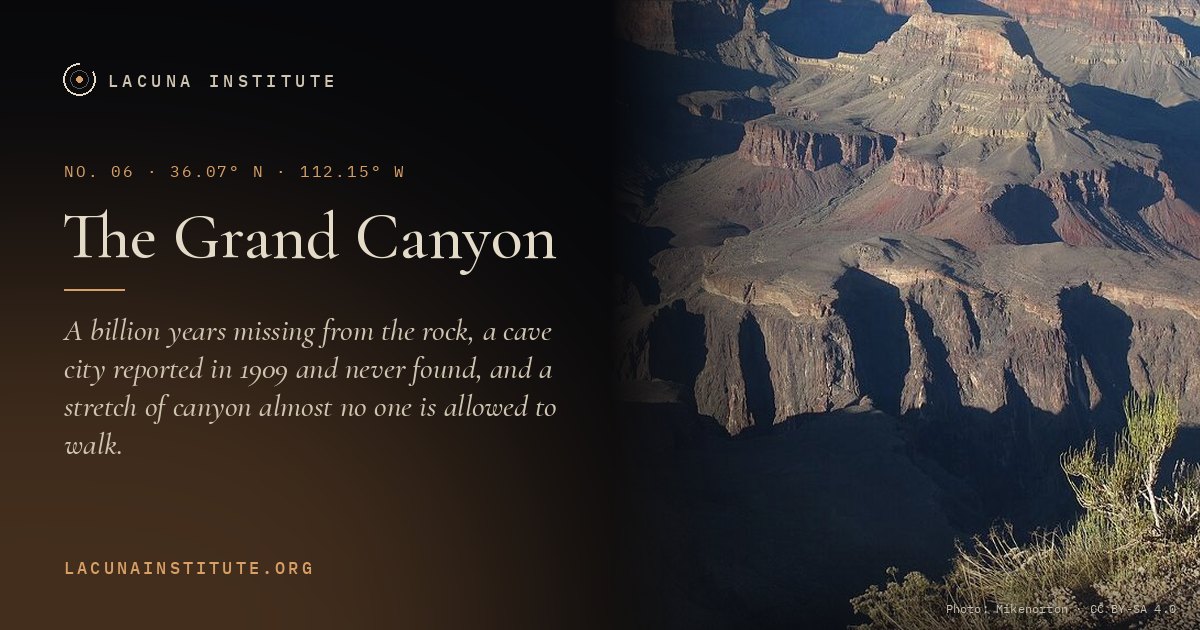 LACUNA INSTITUTE
NO. 06 · 36.07° N · 112.15° W
The Grand Canyon
A billion years missing from the rock, a cave
city reported in 1909 and never found, and a
stretch of canyon almost no one is allowed to
walk.
LACUNAINSTITUTE.ORG
Photo: Mikenorton · CC BY-SA 4.0